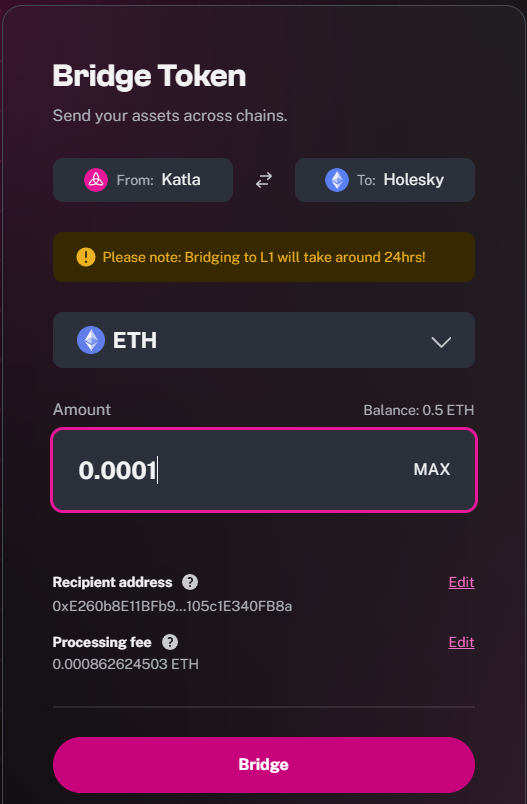 Bridge Token
Send your assets across chains.
From: Katla
To: Holesky
Please note: Bridging to L1 will take around 24hrs!
ETH
Amount
Balance: 0.5 ETH
0.0001
MAX
Recipient address ?
Edit
0xE260b8E11BFb9...105c1E340FB8a
Processing fee ?
Edit
0.000862624503 ETH
Bridge